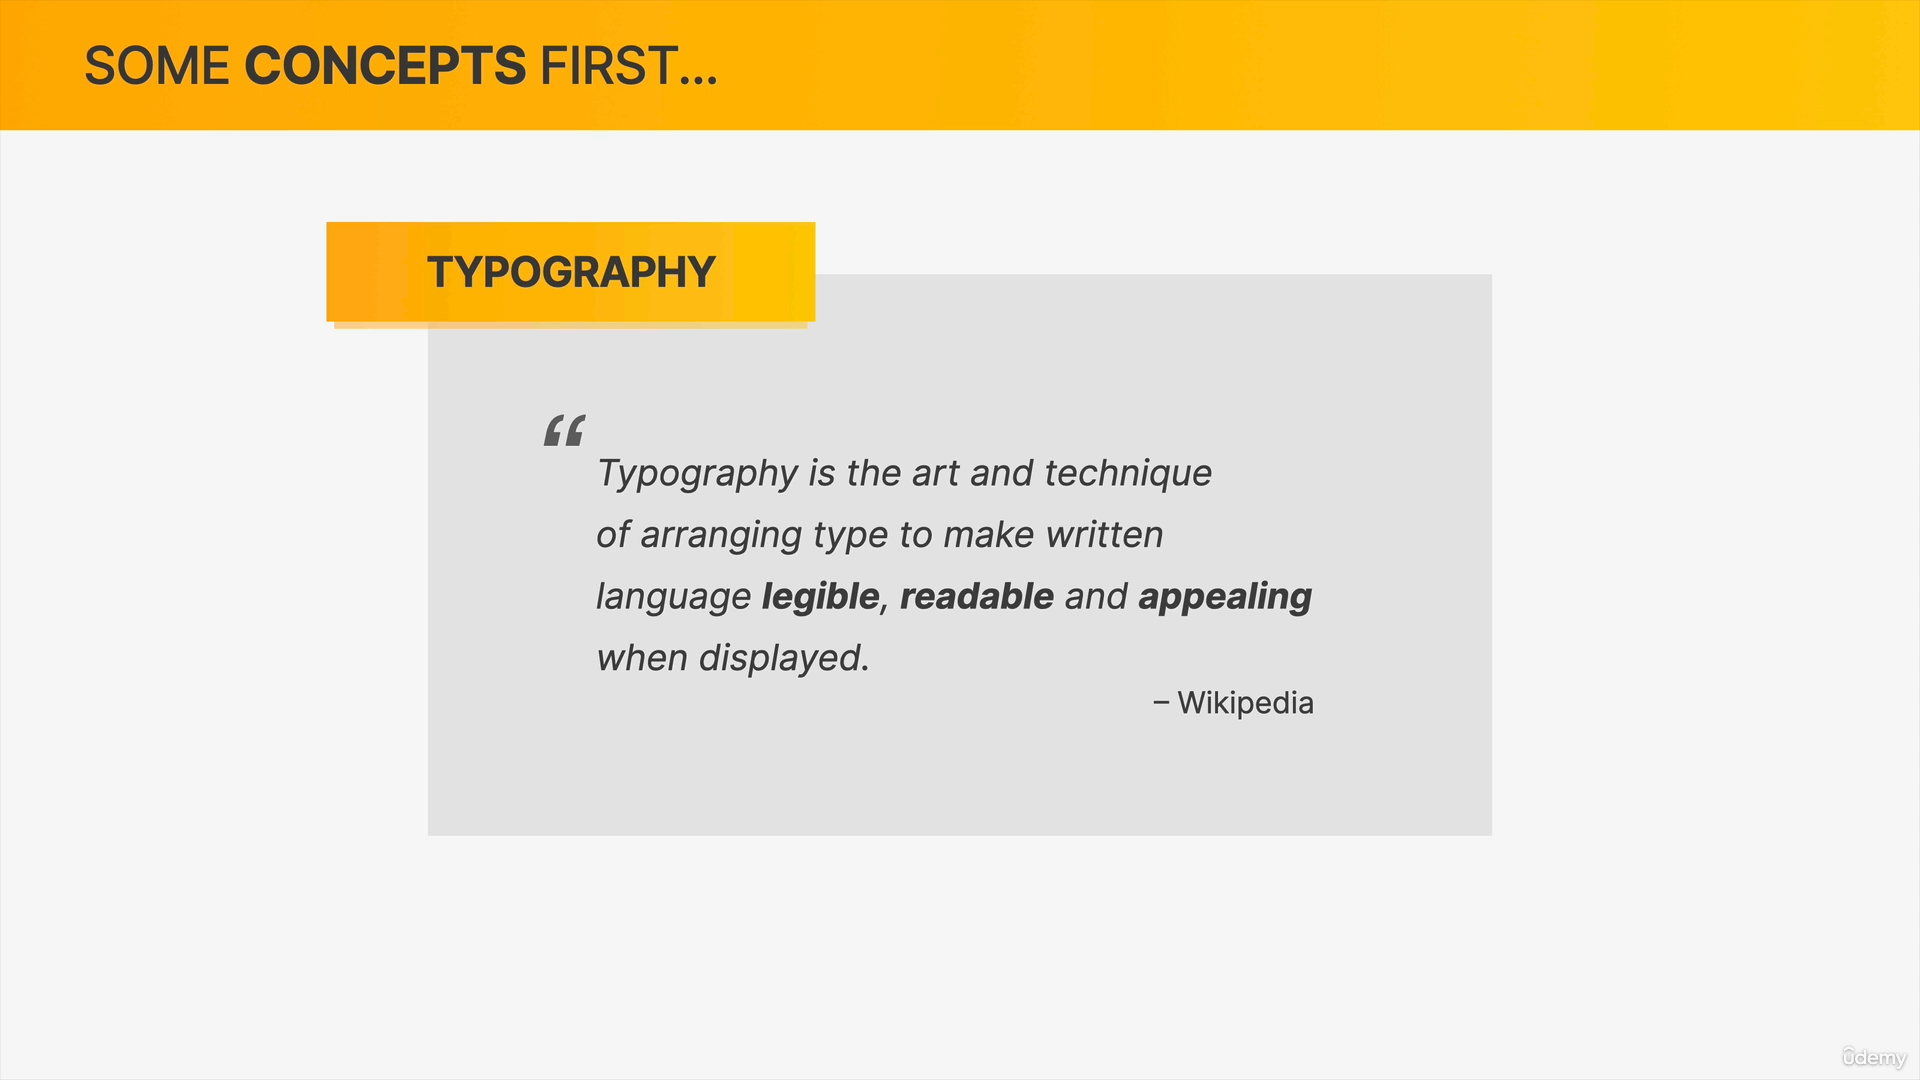 SOME CONCEPTS FIRST...
TYPOGRAPHY
“
Typography is the art and technique
of arranging type to make written
language legible, readable and appealing
when displayed.
– Wikipedia
ûdemy